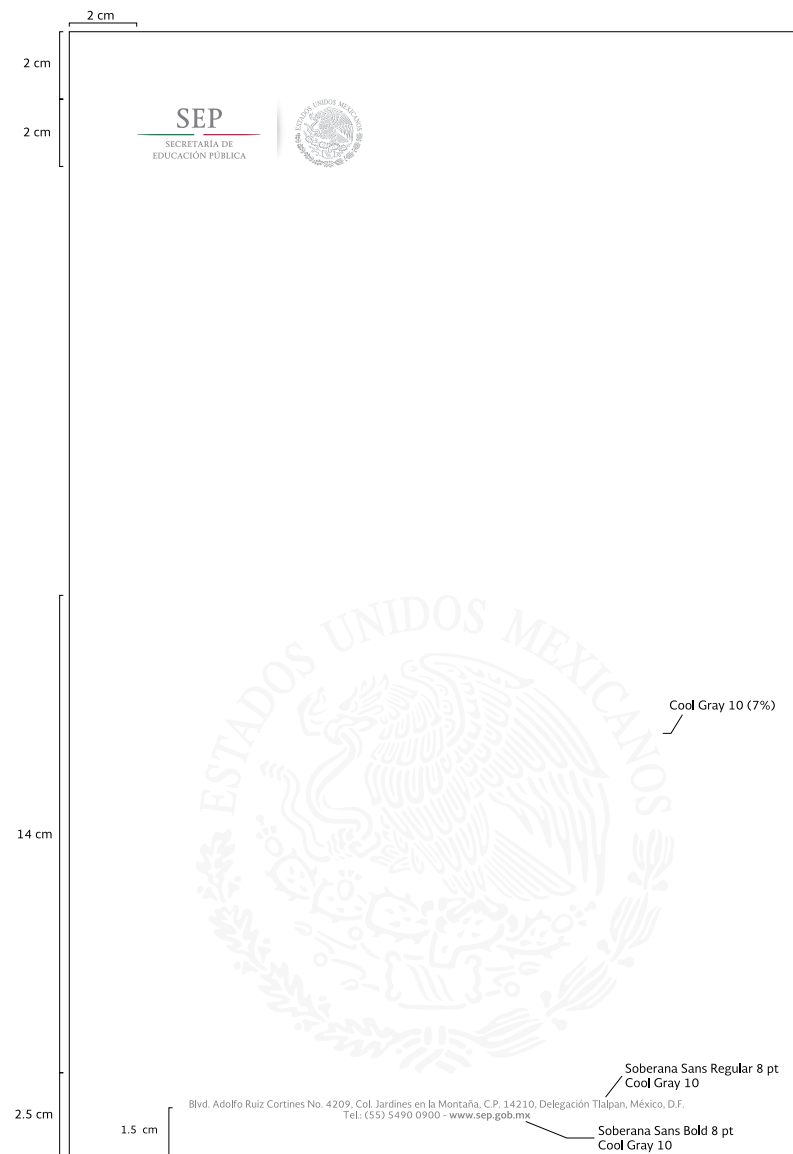 2 cm
2 cm
2 cm
SEP
SECRETARÍA DE
EDUCACIÓN PÚBLICA
ESTADOS UNIDOS MEXICANOS
ESTADOS UNIDOS MEXICANOS
Cool Gray 10 (7%)
14 cm
Soberana Sans Regular 8 pt
Cool Gray 10
2.5 cm
1.5 cm
Blvd. Adolfo Ruiz Cortines No. 4209, Col. Jardines en la Montaña, C.P. 14210, Delegación Tlalpan, México, D.F.
Tel.: (55) 5490 0900 - www.sep.gob.mx
Soberana Sans Bold 8 pt
Cool Gray 10